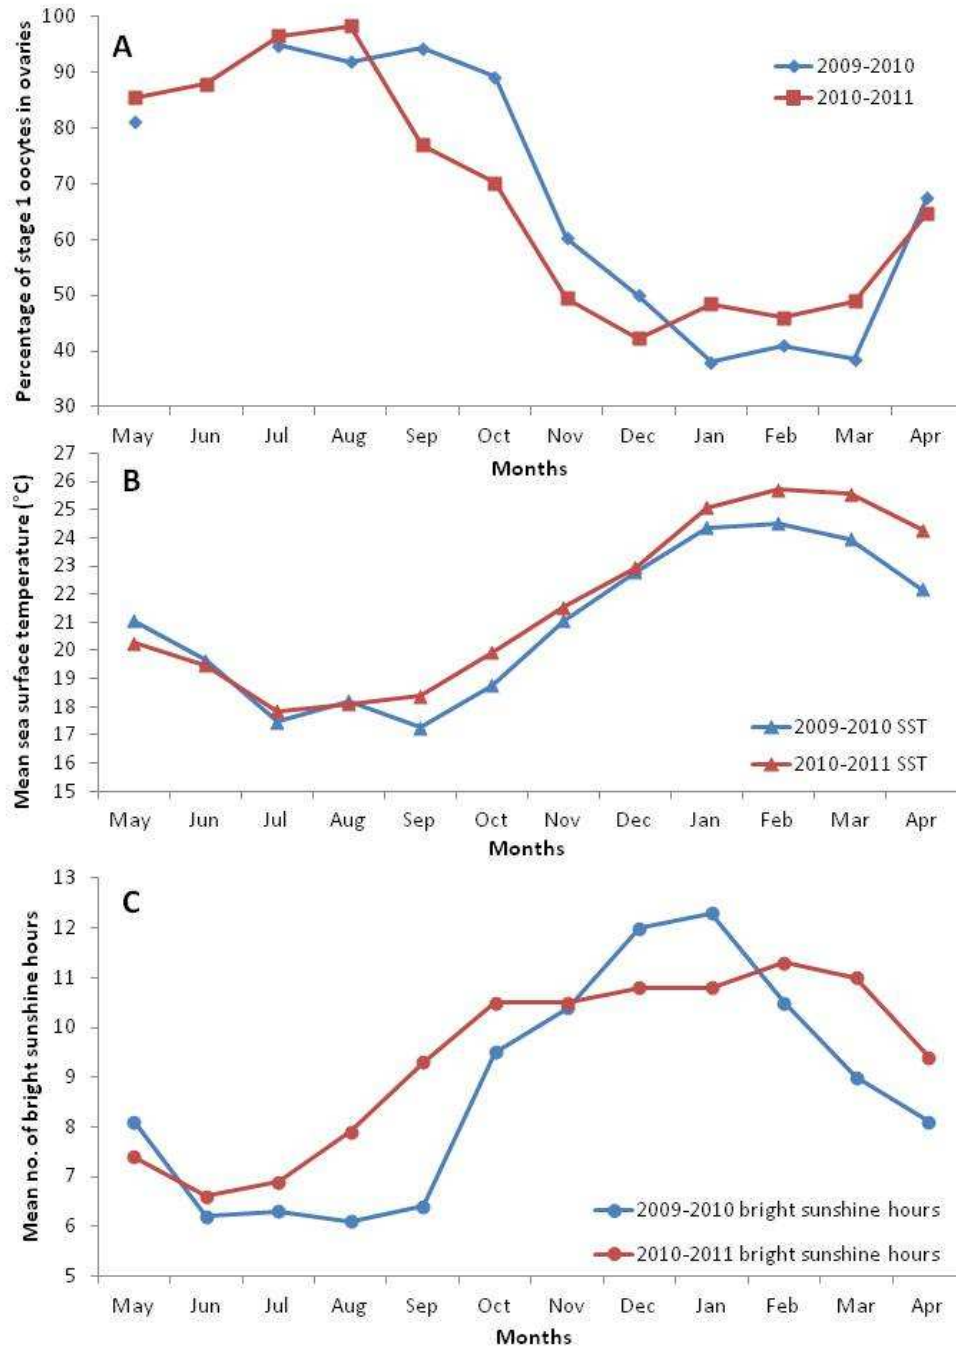 A
2009-2010
2010-2011
Percentage of stage 1 oocytes in ovaries
100
90
80
70
60
50
40
30
May Jun Jul Aug Sep Oct Nov Dec Jan Feb Mar Apr
Months
B
Mean sea surface temperature (˚C)
27
26
25
24
23
22
21
20
19
18
17
16
15
2009-2010 SST
2010-2011 SST
May Jun Jul Aug Sep Oct Nov Dec Jan Feb Mar Apr
Months
C
Mean no. of bright sunshine hours
13
12
11
10
9
8
7
6
5
2009-2010 bright sunshine hours
2010-2011 bright sunshine hours
May Jun Jul Aug Sep Oct Nov Dec Jan Feb Mar Apr
Months